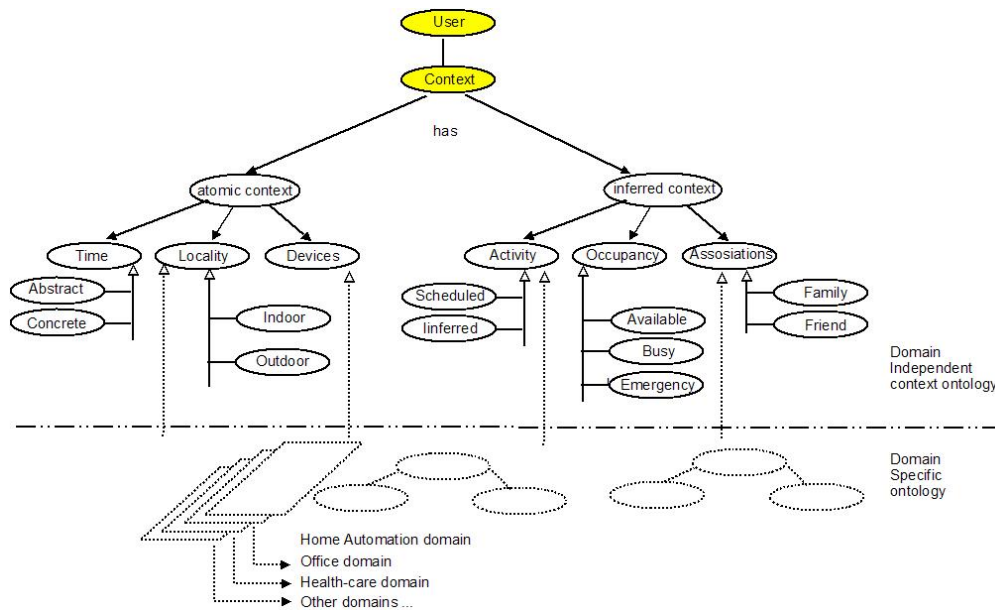 User
Context
has
atomic context
inferred context
Time
Locality
Devices
Activity
Occupancy
Assosiations
Abstract
Concrete
Indoor
Outdoor
Scheduled
Iinferred
Available
Busy
Emergency
Family
Friend
Domain
Independent
context ontology
Domain
Specific
ontology
Home Automation domain
Office domain
Health-care domain
Other domains ...